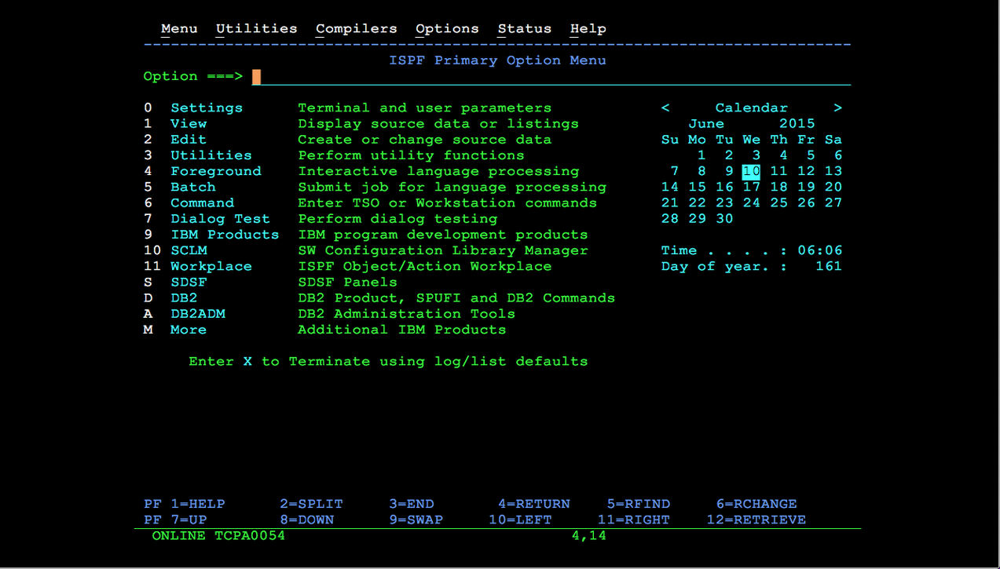 Menu  Utilities  Compilers  Options  Status  Help
ISPF Primary Option Menu
Option ===>
0  Settings  Terminal and user parameters  <  Calendar  >
1  View  Display source data or listings  June  2015
2  Edit  Create or change source data  Su Mo Tu We Th Fr Sa
3  Utilities  Perform utility functions  1  2  3  4  5  6
4  Foreground  Interactive language processing  7  8  9 10 11 12 13
5  Batch  Submit job for language processing  14 15 16 17 18 19 20
6  Command  Enter TSO or Workstation commands  21 22 23 24 25 26 27
7  Dialog Test  Perform dialog testing  28 29 30
9  IBM Products  IBM program development products
10 SCLM  SW Configuration Library Manager  Time . . . . : 06:06
11 Workplace  ISPF Object/Action Workplace  Day of year. :  161
S  SDSF  SDSF Panels
D  DB2  DB2 Product, SPUFI and DB2 Commands
A  DB2ADM  DB2 Administration Tools
M  More  Additional IBM Products
Enter X to Terminate using log/list defaults
PF 1=HELP  2=SPLIT  3=END  4=RETURN  5=RFIND  6=RCHANGE
PF 7=UP  8=DOWN  9=SWAP  10=LEFT  11=RIGHT  12=RETRIEVE
ONLINE TCPA0054  4,14